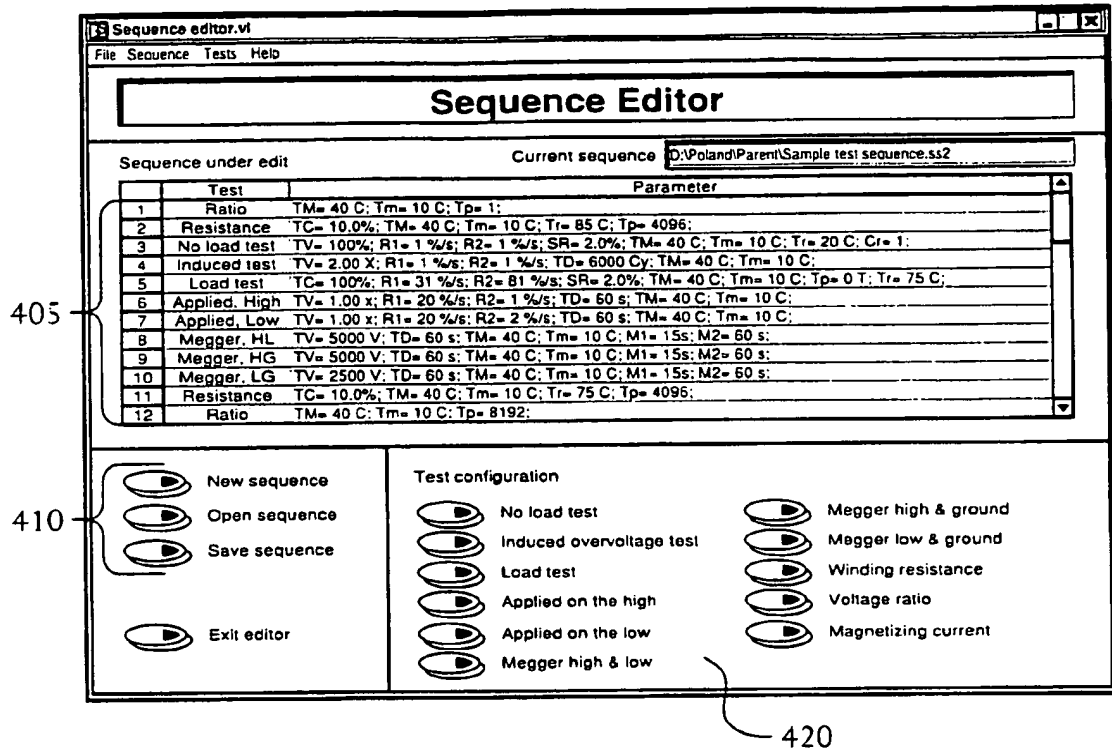 Sequence editor.vi
File Sequence Tests Help
Sequence Editor
Sequence under edit
Current sequence D:\Poland\Parent\Sample test sequence.ss2
Test Parameter
1 Ratio TM= 40 C; Tm= 10 C; Tp= 1;
2 Resistance TC= 10.0%; TM= 40 C; Tm= 10 C; Tr= 85 C; Tp= 4096;
3 No load test TV= 100%; R1= 1 %/s; R2= 1 %/s; SR= 2.0%; TM= 40 C; Tm= 10 C; Tr= 20 C; Cr= 1;
4 Induced test TV= 2.00 X; R1= 1 %/s; R2= 1 %/s; TD= 6000 Cy; TM= 40 C; Tm= 10 C;
5 Load test TC= 100%; R1= 31 %/s; R2= 81 %/s; SR= 2.0%; TM= 40 C; Tm= 10 C; Tp= 0 T; Tr= 75 C;
6 Applied, High TV= 1.00 x; R1= 20 %/s; R2= 1 %/s; TD= 60 s; TM= 40 C; Tm= 10 C;
7 Applied, Low TV= 1.00 x; R1= 20 %/s; R2= 2 %/s; TD= 60 s; TM= 40 C; Tm= 10 C;
8 Megger, HL TV= 5000 V; TD= 60 s; TM= 40 C; Tm= 10 C; M1= 15s; M2= 60 s;
9 Megger, HG TV= 5000 V; TD= 60 s; TM= 40 C; Tm= 10 C; M1= 15s; M2= 60 s;
10 Megger, LG TV= 2500 V; TD= 60 s; TM= 40 C; Tm= 10 C; M1= 15s; M2= 60 s;
11 Resistance TC= 10.0%; TM= 40 C; Tm= 10 C; Tr= 75 C; Tp= 4096;
12 Ratio TM= 40 C; Tm= 10 C; Tp= 8192;
405
New sequence
Open sequence
Save sequence
410
Exit editor
Test configuration
No load test
Induced overvoltage test
Load test
Applied on the high
Applied on the low
Megger high & low
Megger high & ground
Megger low & ground
Winding resistance
Voltage ratio
Magnetizing current
420